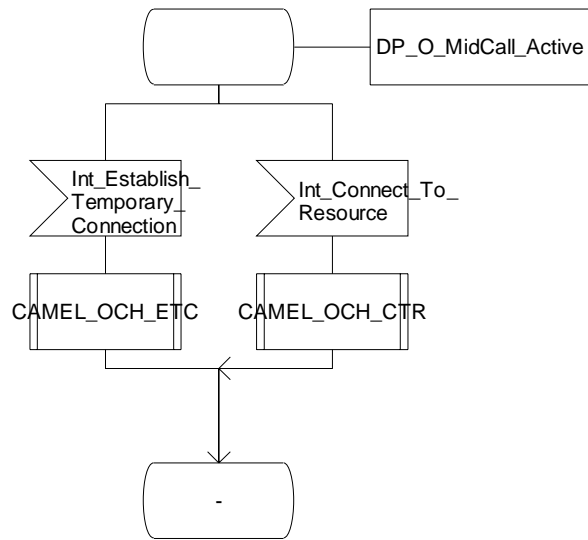 DP_O_MidCall_Active
Int_Establish_
Temporary_
Connection
Int_Connect_To_
Resource
CAMEL_OCH_ETC
CAMEL_OCH_CTR
-